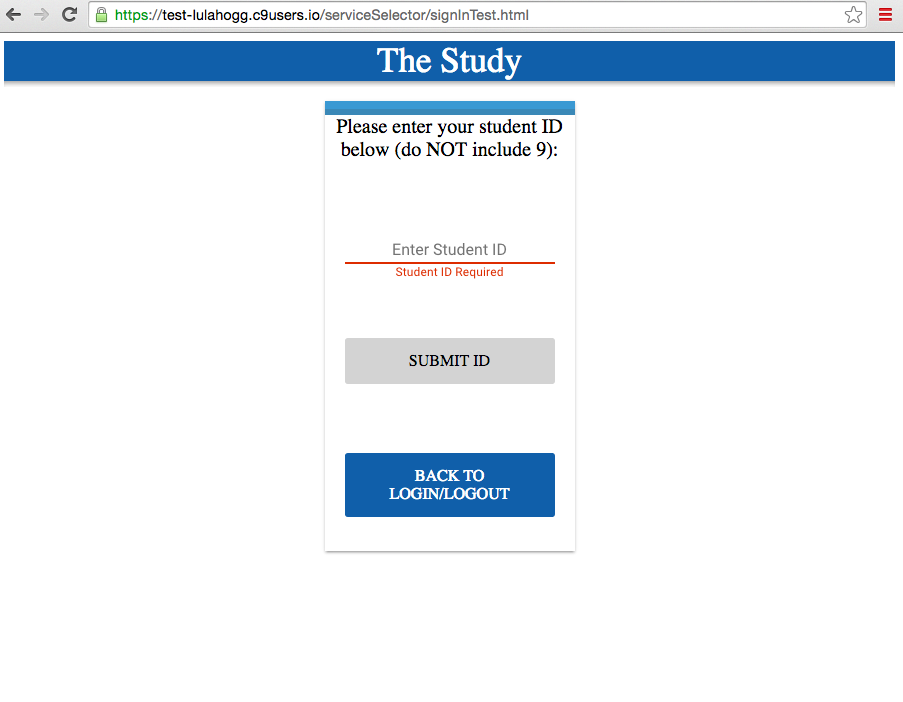 https://test-lulahogg.c9users.io/serviceSelector/signInTest.html
The Study
Please enter your student ID
below (do NOT include 9):
Enter Student ID
Student ID Required
SUBMIT ID
BACK TO
LOGIN/LOGOUT